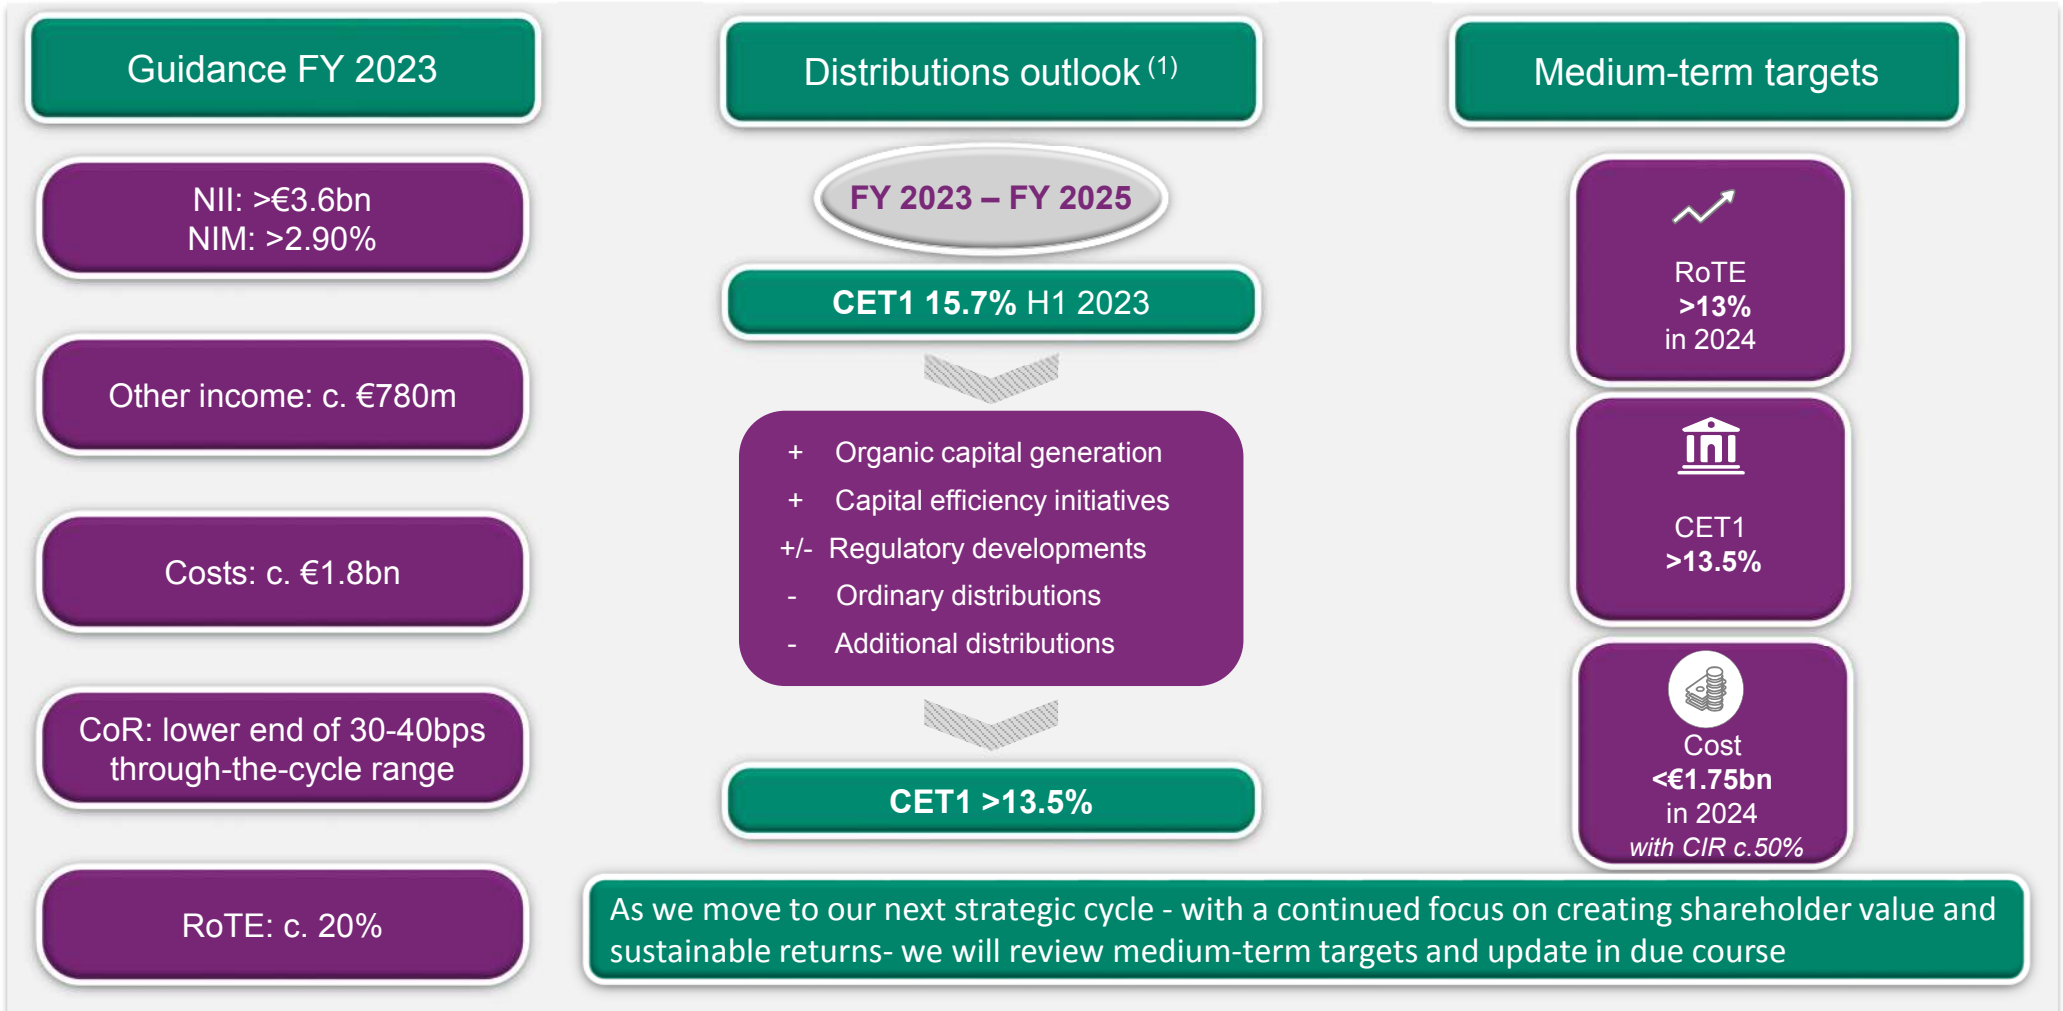 Guidance FY 2023
NII: >€3.6bn
NIM: >2.90%
Other income: c. €780m
Costs: c. €1.8bn
CoR: lower end of 30-40bps
through-the-cycle range
RoTE: c. 20%
Distributions outlook (1)
FY 2023 – FY 2025
CET1 15.7% H1 2023
+ Organic capital generation
+ Capital efficiency initiatives
+/- Regulatory developments
- Ordinary distributions
- Additional distributions
CET1 >13.5%
Medium-term targets
RoTE
>13%
in 2024
CET1
>13.5%
Cost
<€1.75bn
in 2024
with CIR c.50%
As we move to our next strategic cycle - with a continued focus on creating shareholder value and
sustainable returns- we will review medium-term targets and update in due course